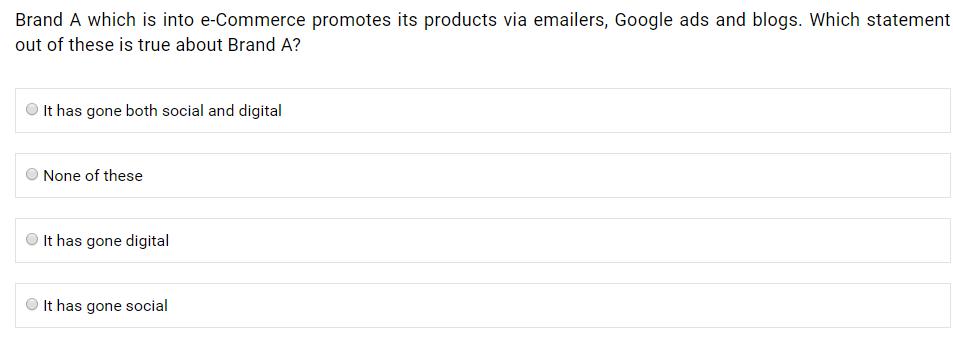 Brand A which is into e-Commerce promotes its products via emailers, Google ads and blogs. Which statement
out of these is true about Brand A?
It has gone both social and digital
None of these
It has gone digital
It has gone social